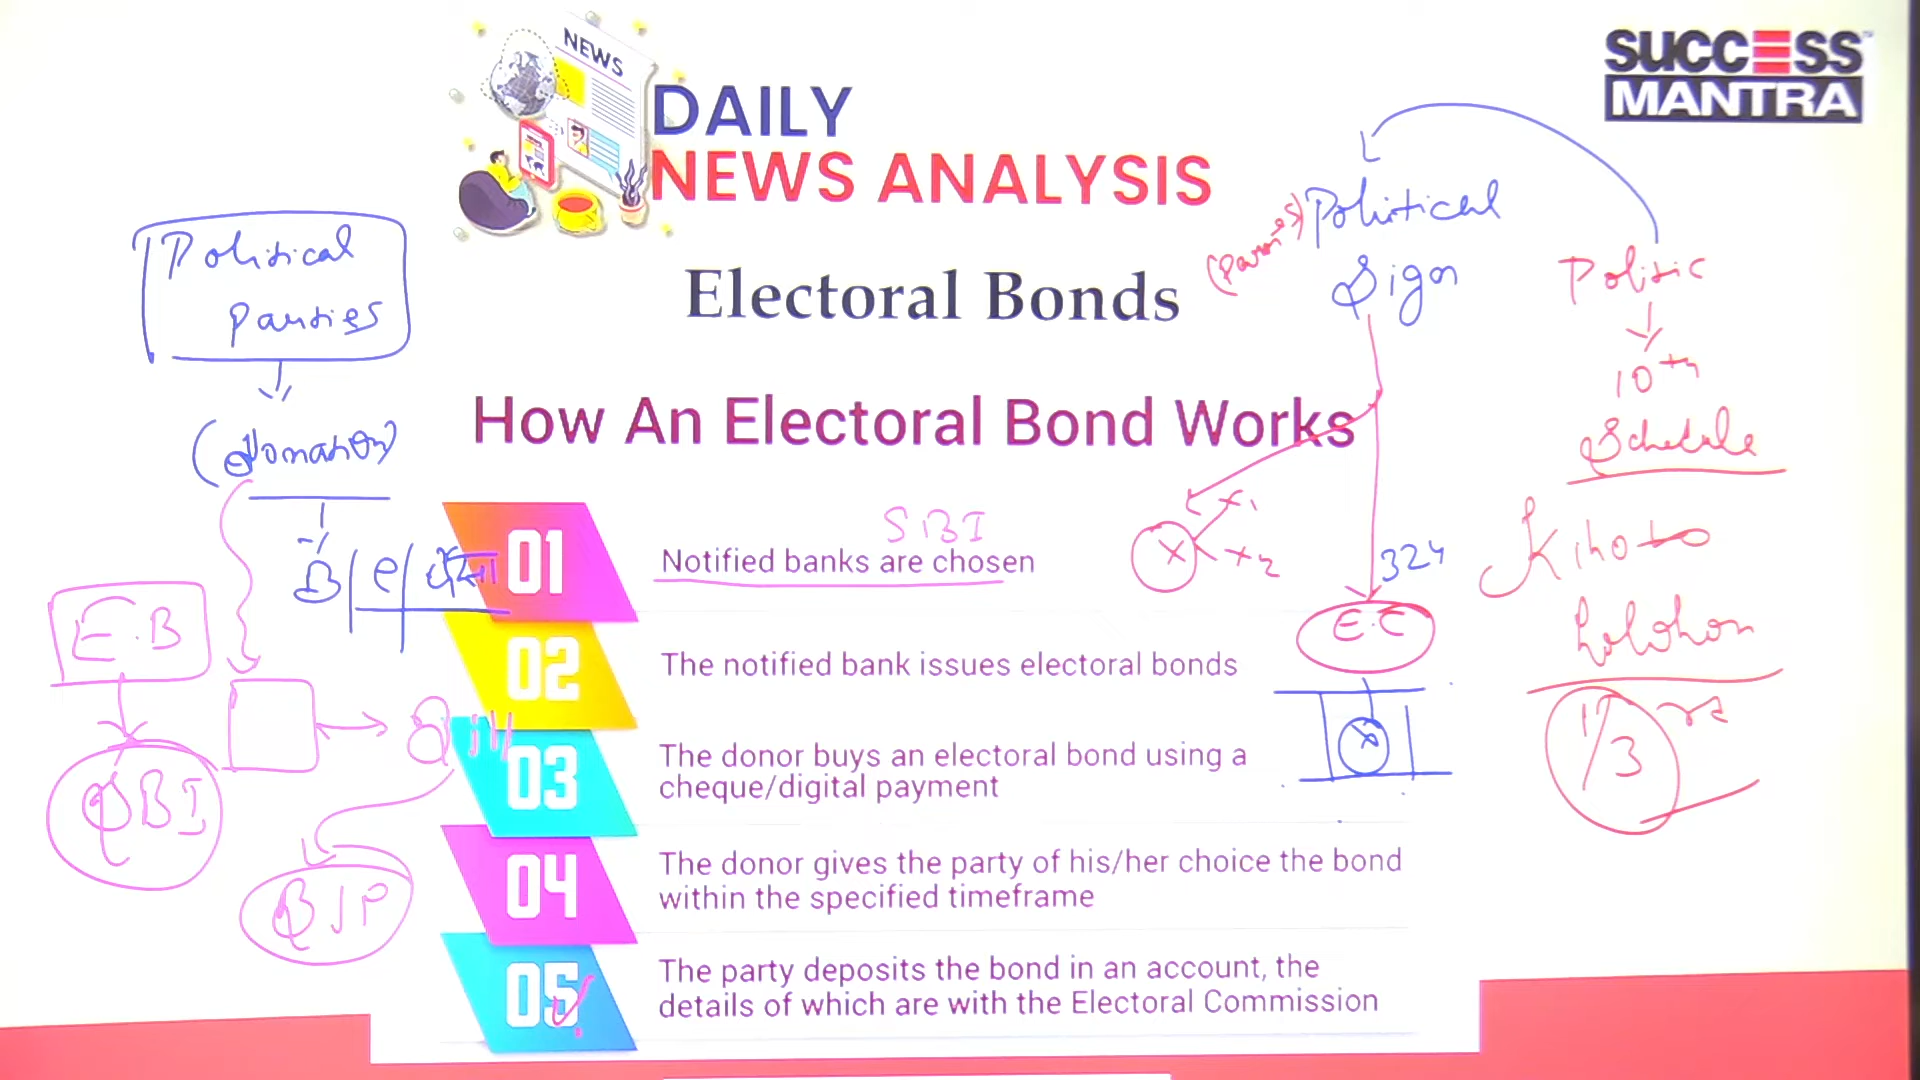 NEWS
DAILY
NEWS ANALYSIS
SUCCESS
MANTRA
Electoral Bonds
How An Electoral Bond Works
01
SBI
Notified banks are chosen
02
The notified bank issues electoral bonds
03
The donor buys an electoral bond using a
cheque/digital payment
04
The donor gives the party of his/her choice the bond
within the specified timeframe
05
The party deposits the bond in an account, the
details of which are with the Electoral Commission
Political
Parties
E.B
SBI
BJP
Political
Sign
324
E.C
10th
Schedule
Kihoto
Holohon
1/3 rd